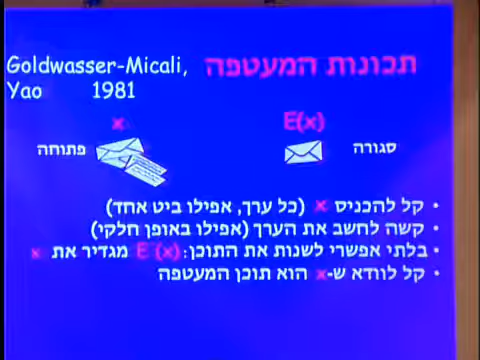 Goldwasser-Micali,
Yao 1981
תכונות המעטפה
x
E(x)
פתוחה
סגורה
• קל להכניס x (כל ערך, אפילו ביט אחד)
• קשה לחשב את הערך (אפילו באופן חלקי)
• בלתי אפשרי לשנות את התוכן: E(x) מגדיר את x
• קל לוודא ש-x הוא תוכן המעטפה